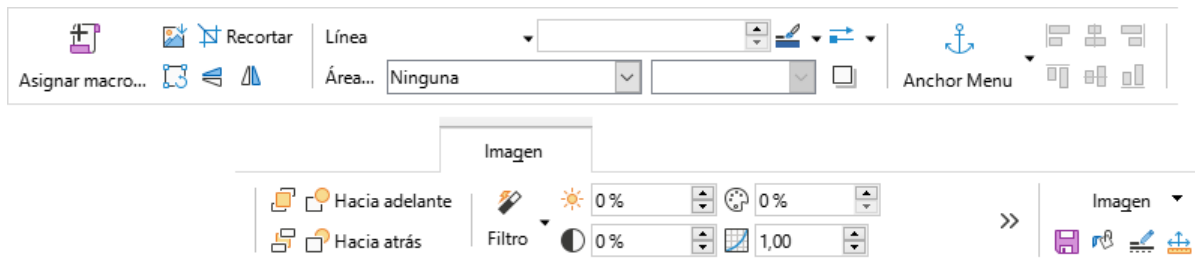 Recortar Línea
Asignar macro... Área... Ninguna Anchor Menu
Imagen
Hacia adelante 0 % 0 % Imagen
Hacia atrás Filtro 0 % 1,00